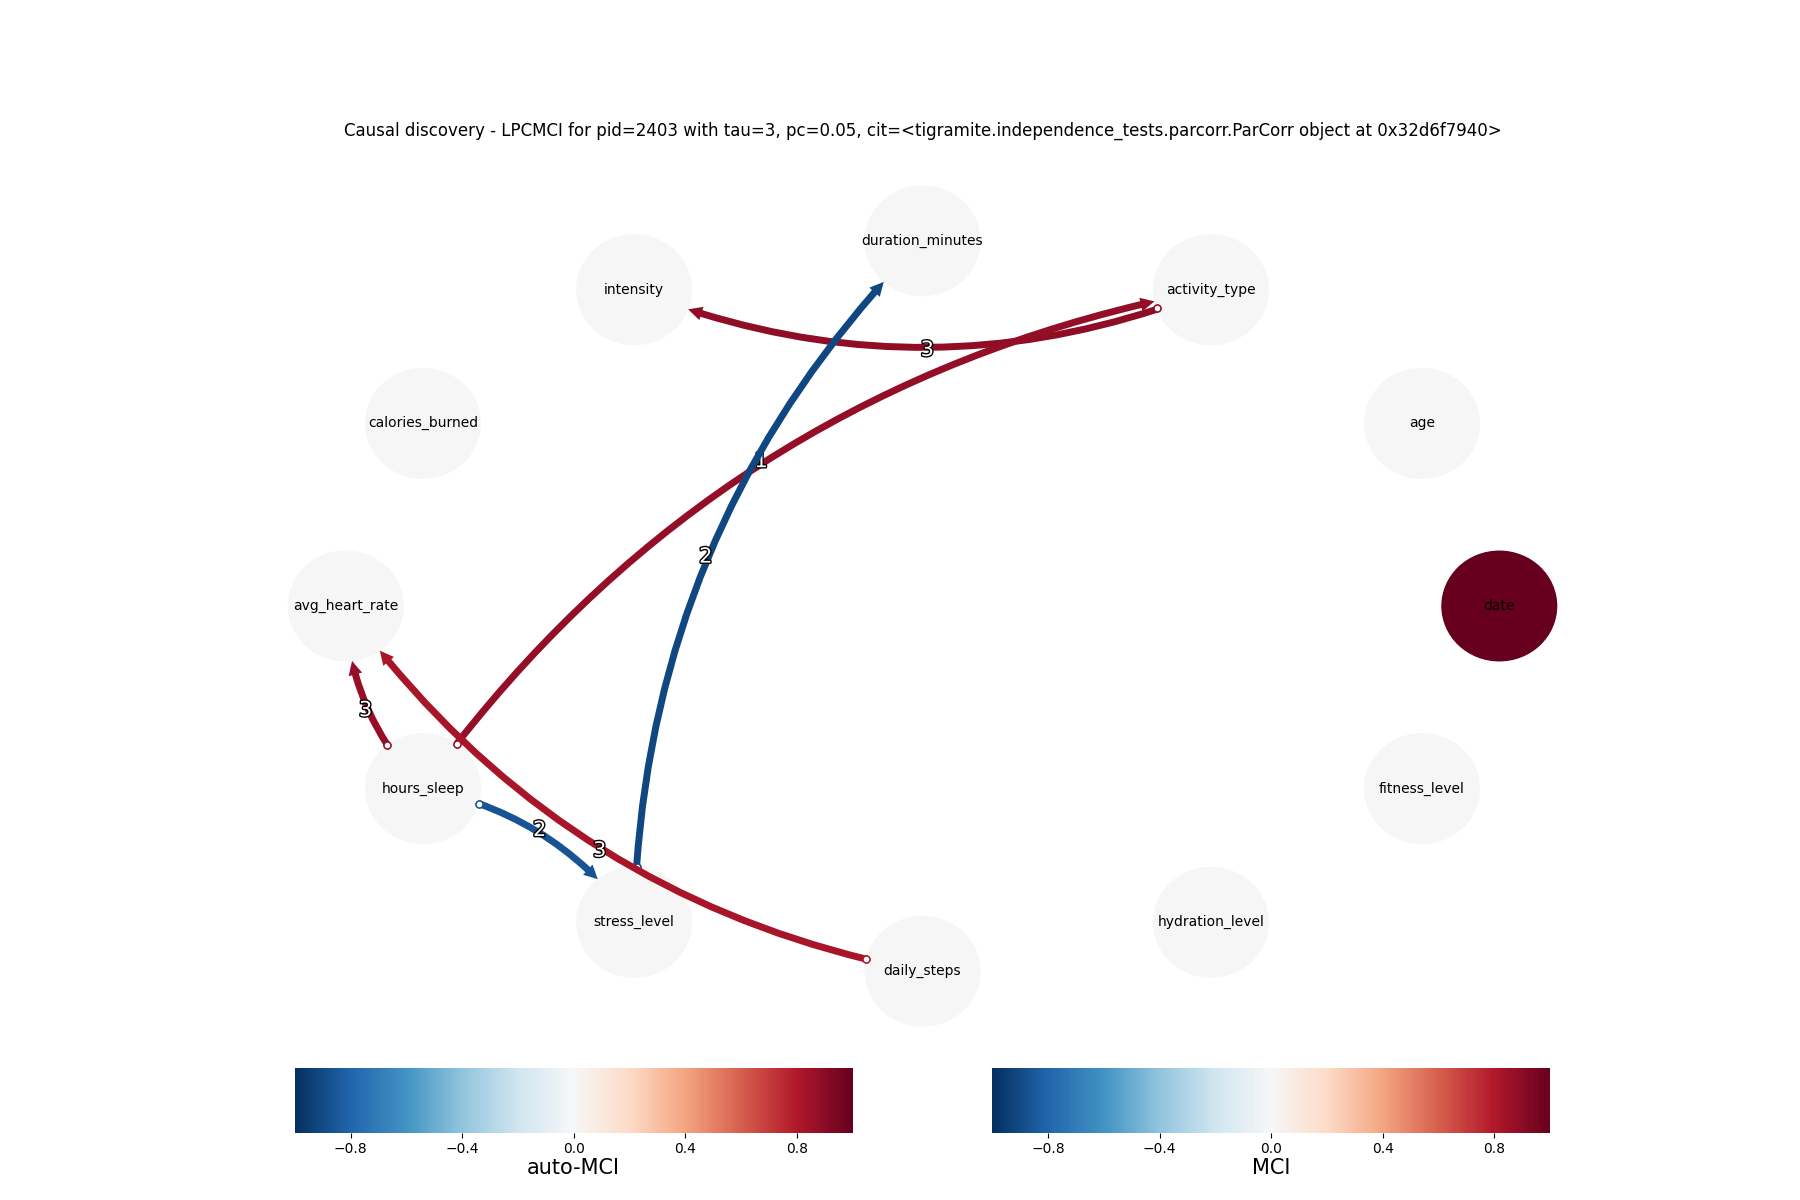 Causal discovery - LPCMCI for pid=2403 with tau=3, pc=0.05, cit=<tigramite.independence_tests.parcorr.ParCorr object at 0x32d6f7940>
duration_minutes
intensity
activity_type
3
calories_burned
age
1
2
avg_heart_rate
date
3
hours_sleep
fitness_level
2
3
stress_level
hydration_level
daily_steps
−0.8 −0.4 0.0 0.4 0.8
auto-MCI
−0.8 −0.4 0.0 0.4 0.8
MCI